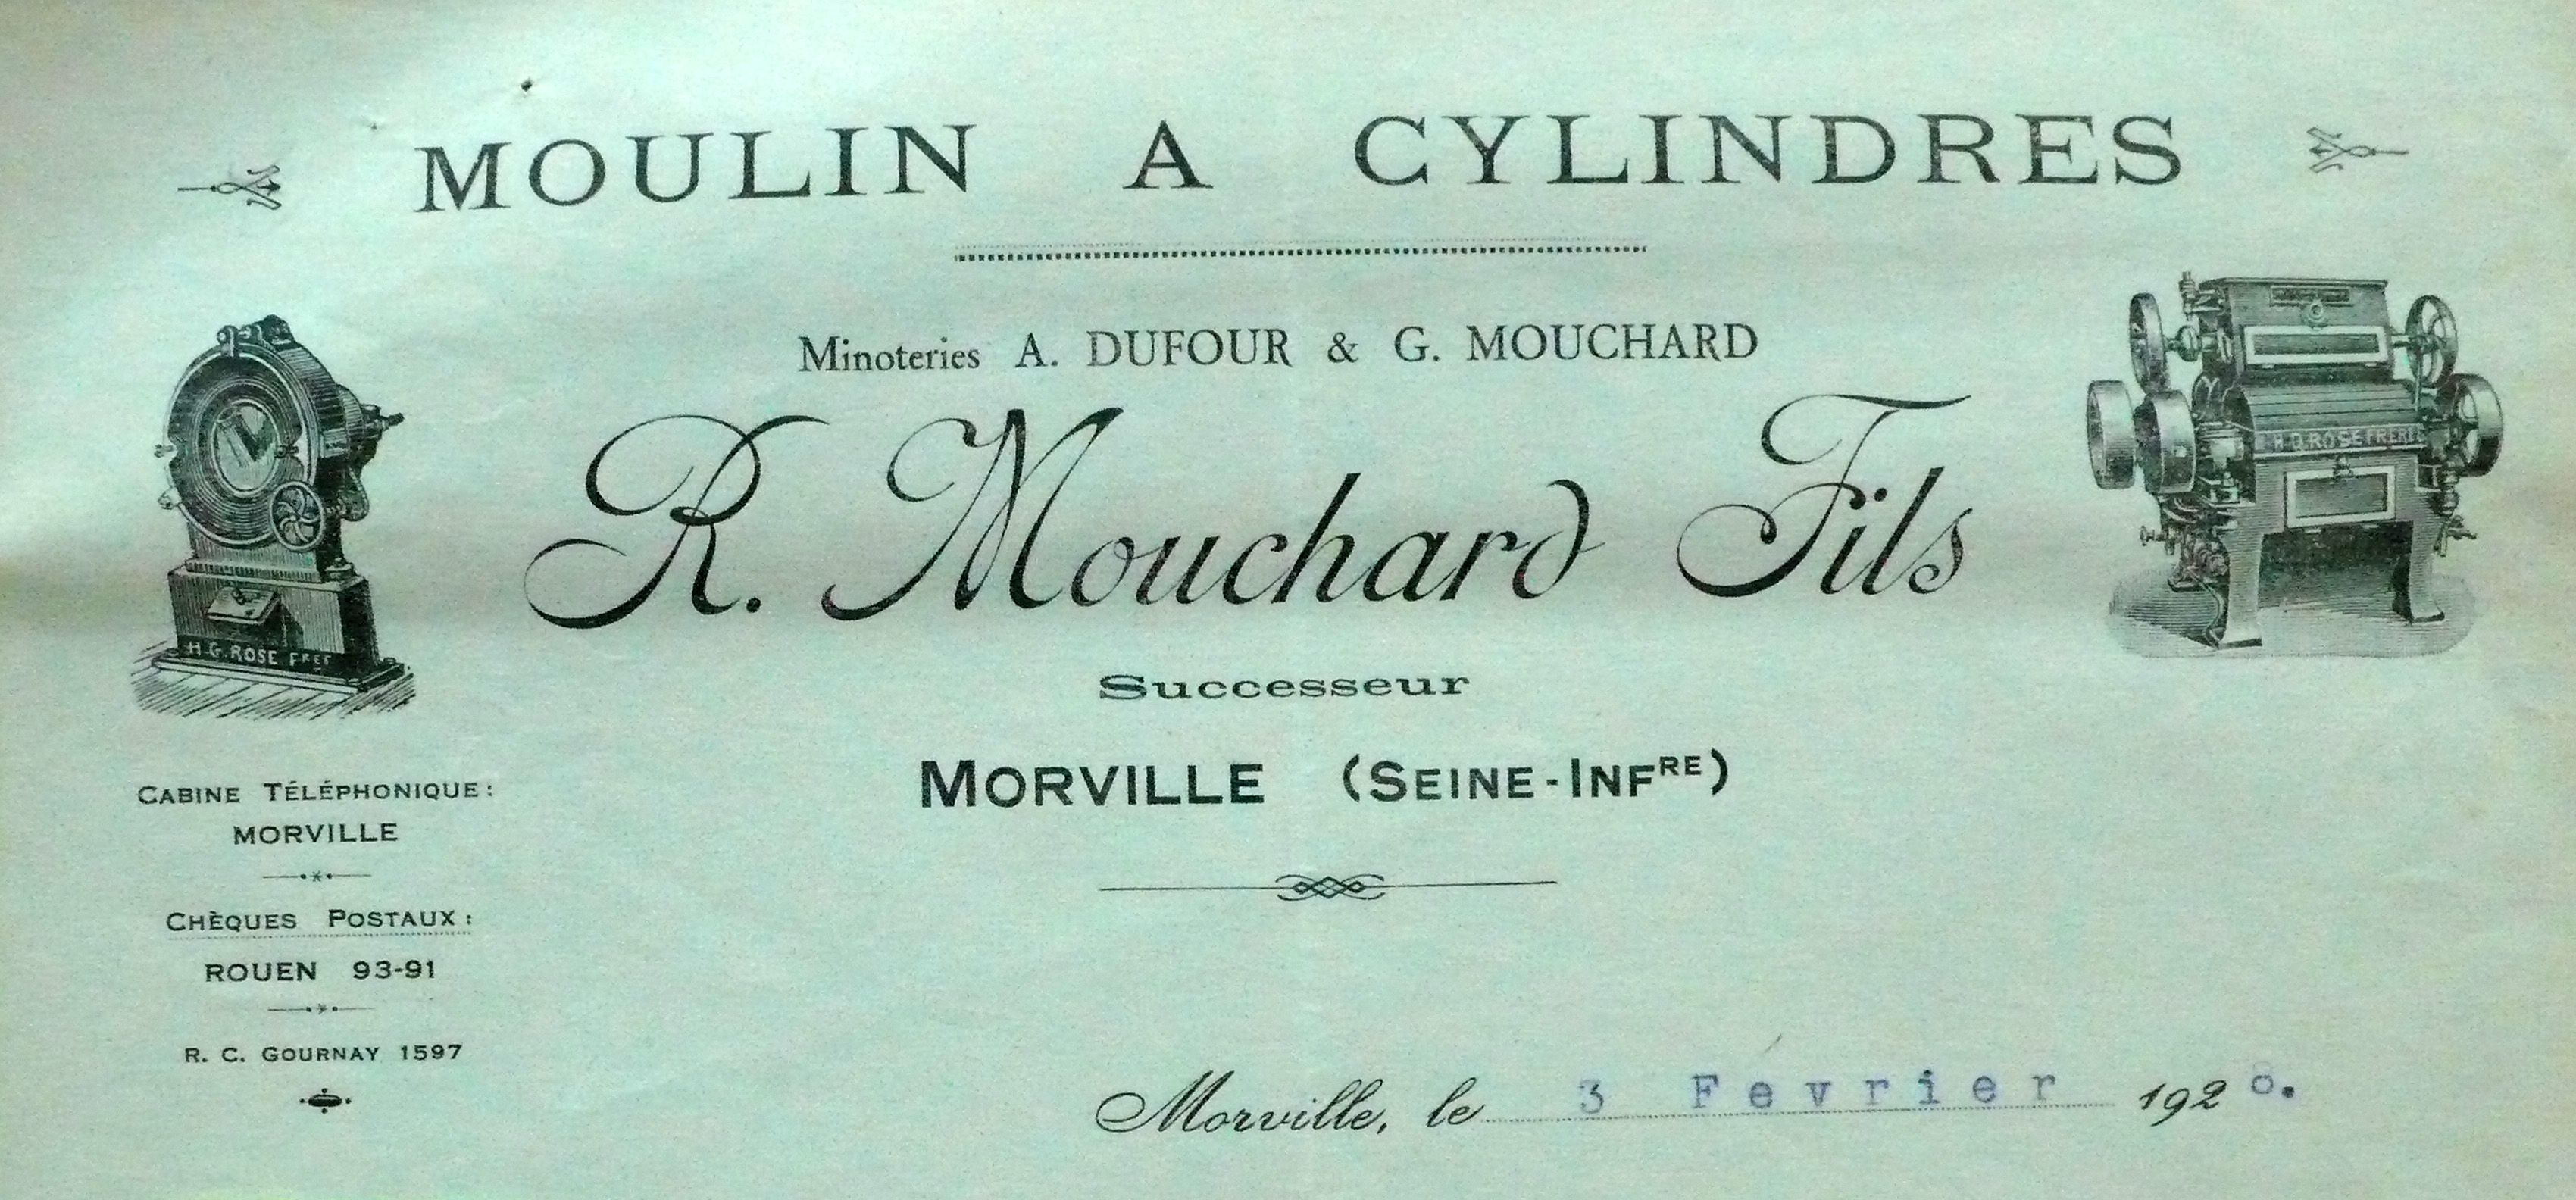 MOULIN A CYLINDRES
Minoteries A. DUFOUR & G. MOUCHARD
R. Mouchard Fils
Successeur
MORVILLE (SEINE-INFRE)
H.G. ROSE FRES
H.G. ROSE FRERES
CABINE TÉLÉPHONIQUE:
MORVILLE
CHÈQUES POSTAUX:
ROUEN 93-91
R. C. GOURNAY 1597
Morville, le 3 Fevrier 1928.